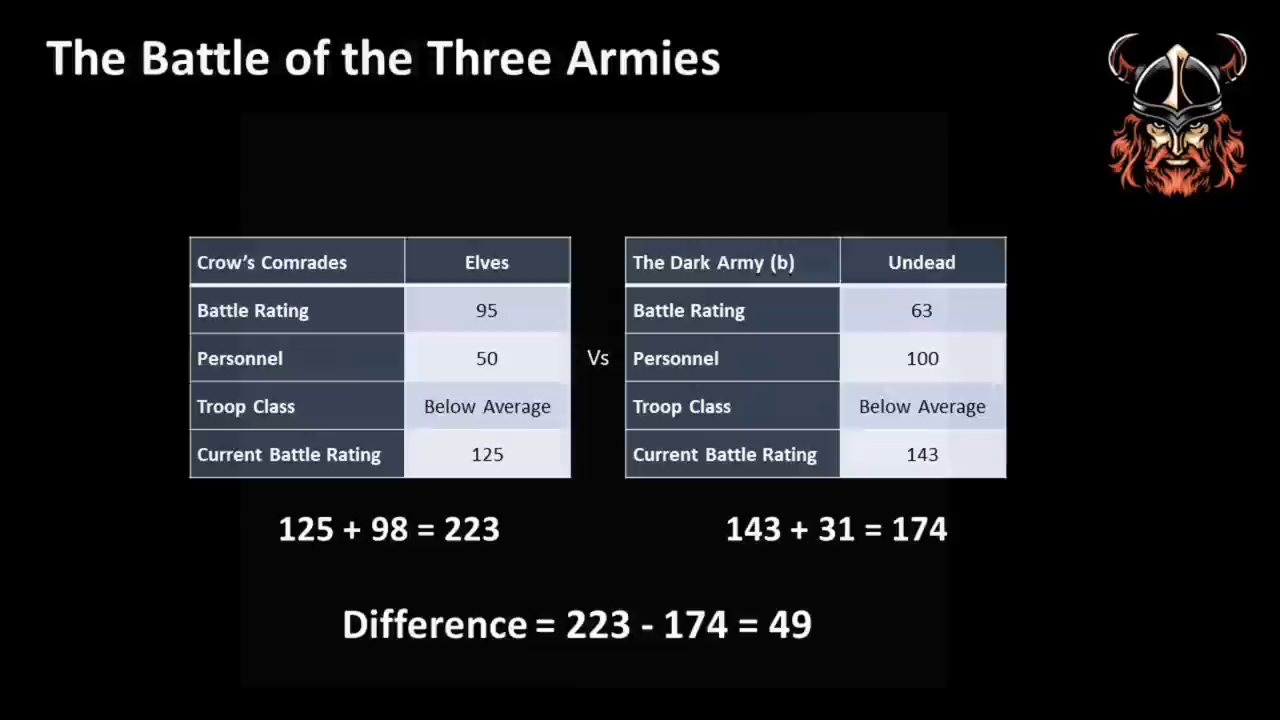 The Battle of the Three Armies
Crow's Comrades Elves
Battle Rating 95
Personnel 50
Troop Class Below Average
Current Battle Rating 125
Vs
The Dark Army (b) Undead
Battle Rating 63
Personnel 100
Troop Class Below Average
Current Battle Rating 143
125 + 98 = 223
143 + 31 = 174
Difference = 223 - 174 = 49